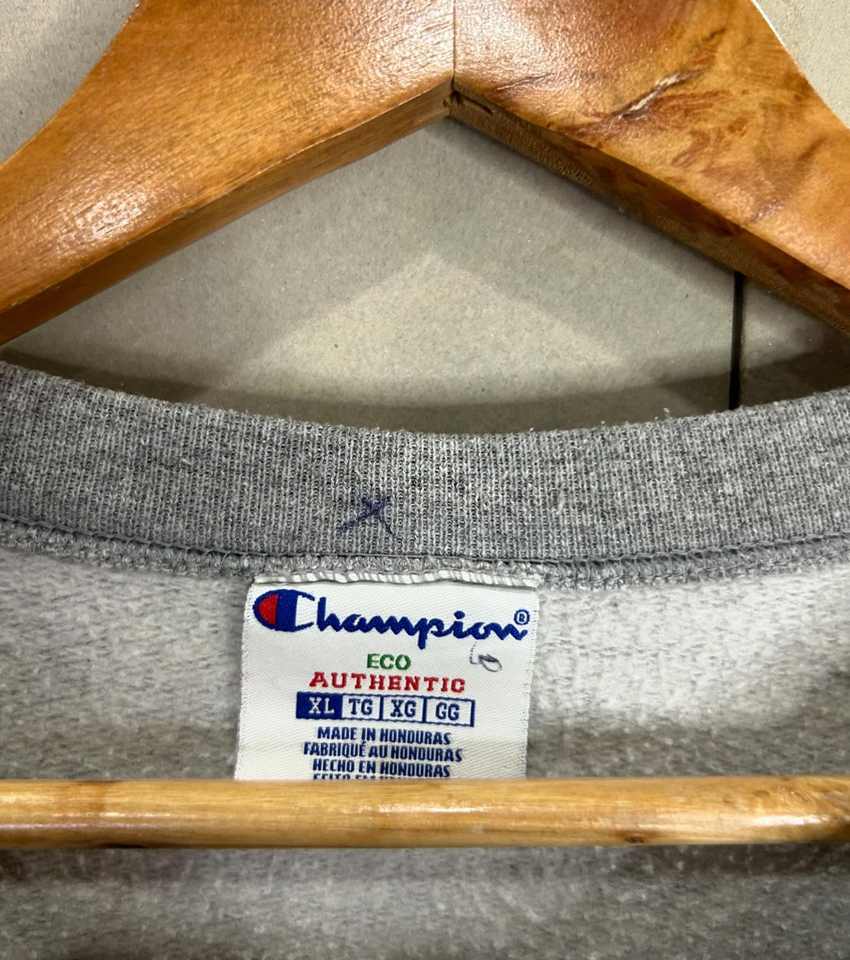 Champion®
ECO
AUTHENTIC
XL TG XG GG
MADE IN HONDURAS
FABRIQUÉ AU HONDURAS
HECHO EN HONDURAS